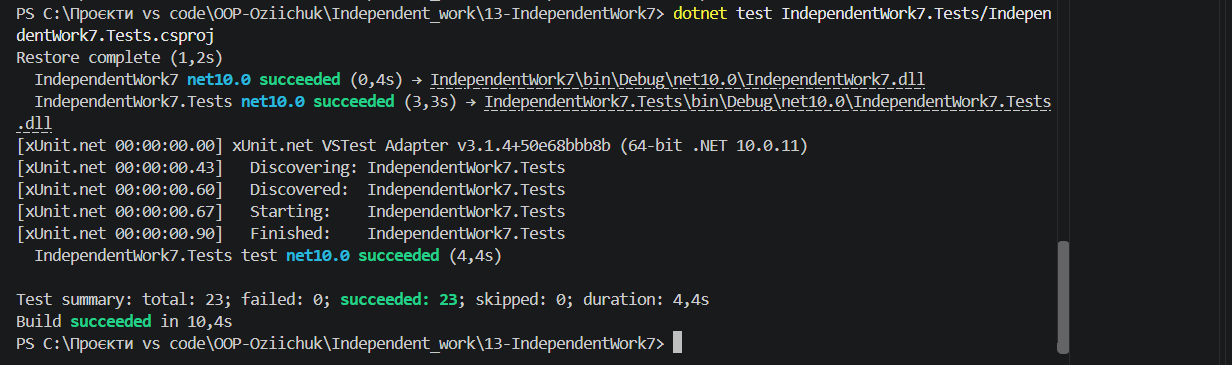 PS C:\Проєкти vs code\OOP-Oziichuk\Independent_work\13-IndependentWork7> dotnet test IndependentWork7.Tests/Indepen
dentWork7.Tests.csproj
Restore complete (1,2s)
  IndependentWork7 net10.0 succeeded (0,4s) → IndependentWork7\bin\Debug\net10.0\IndependentWork7.dll
  IndependentWork7.Tests net10.0 succeeded (3,3s) → IndependentWork7.Tests\bin\Debug\net10.0\IndependentWork7.Tests
.dll
[xUnit.net 00:00:00.00] xUnit.net VSTest Adapter v3.1.4+50e68bbb8b (64-bit .NET 10.0.11)
[xUnit.net 00:00:00.43]   Discovering: IndependentWork7.Tests
[xUnit.net 00:00:00.60]   Discovered:  IndependentWork7.Tests
[xUnit.net 00:00:00.67]   Starting:    IndependentWork7.Tests
[xUnit.net 00:00:00.90]   Finished:    IndependentWork7.Tests
  IndependentWork7.Tests test net10.0 succeeded (4,4s)
Test summary: total: 23; failed: 0; succeeded: 23; skipped: 0; duration: 4,4s
Build succeeded in 10,4s
PS C:\Проєкти vs code\OOP-Oziichuk\Independent_work\13-IndependentWork7>